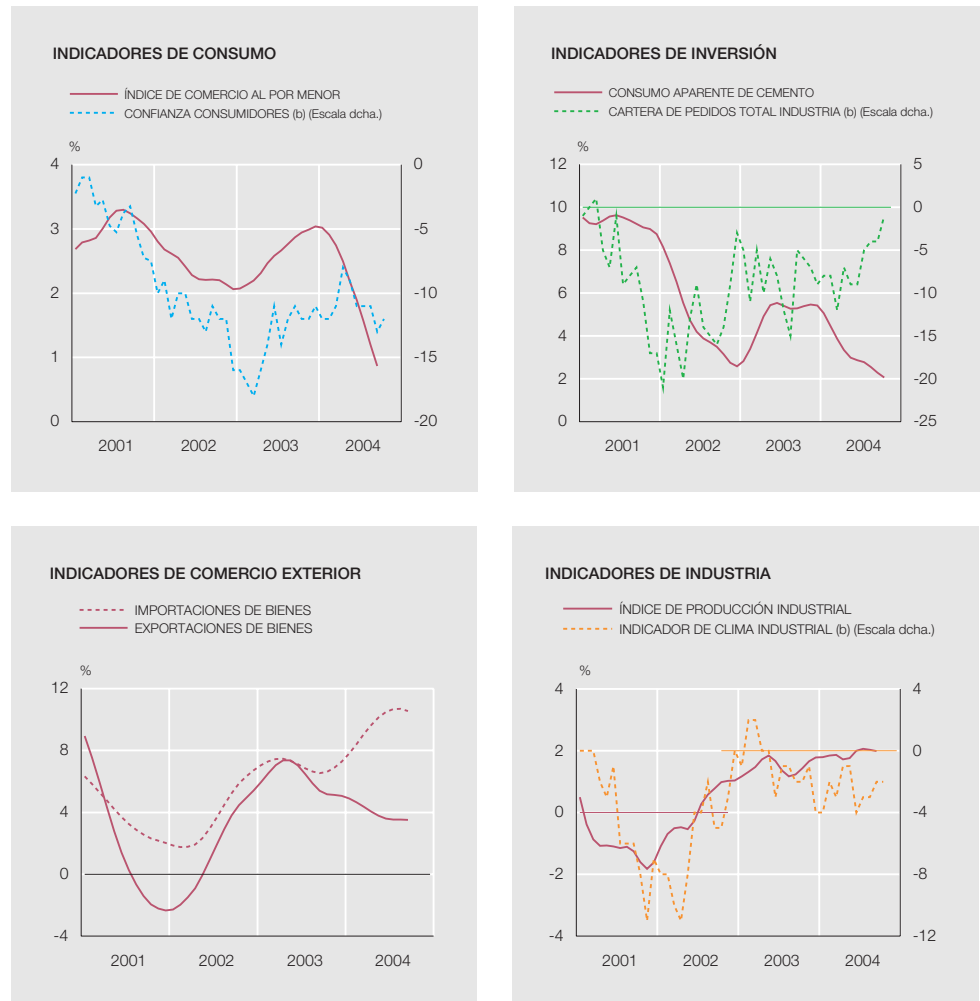 INDICADORES DE CONSUMO
ÍNDICE DE COMERCIO AL POR MENOR
CONFIANZA CONSUMIDORES (b) (Escala dcha.)
%
4
3
2
1
0
0
-5
-10
-15
-20
2001 2002 2003 2004
INDICADORES DE INVERSIÓN
CONSUMO APARENTE DE CEMENTO
CARTERA DE PEDIDOS TOTAL INDUSTRIA (b) (Escala dcha.)
%
12
10
8
6
4
2
0
5
0
-5
-10
-15
-20
-25
2001 2002 2003 2004
INDICADORES DE COMERCIO EXTERIOR
IMPORTACIONES DE BIENES
EXPORTACIONES DE BIENES
%
12
8
4
0
-4
2001 2002 2003 2004
INDICADORES DE INDUSTRIA
ÍNDICE DE PRODUCCIÓN INDUSTRIAL
INDICADOR DE CLIMA INDUSTRIAL (b) (Escala dcha.)
%
4
2
0
-2
-4
4
0
-4
-8
-12
2001 2002 2003 2004